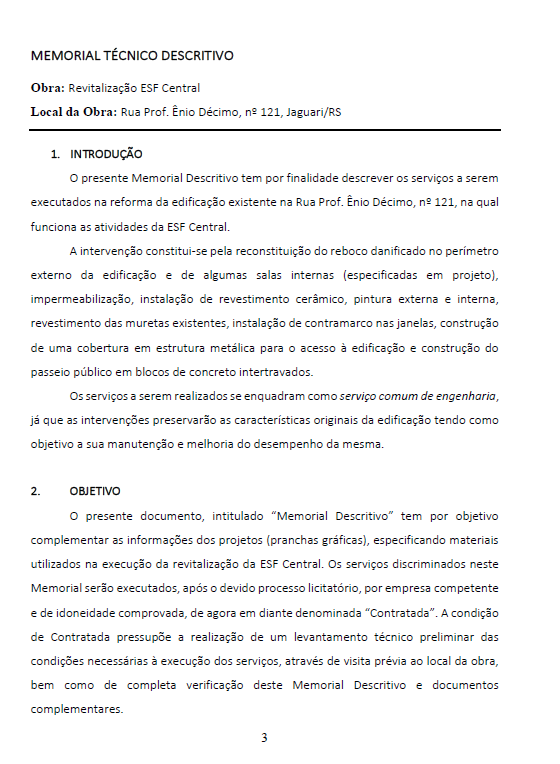 MEMORIAL TÉCNICO DESCRITIVO
Obra: Revitalização ESF Central
Local da Obra: Rua Prof. Ênio Décimo, nº 121, Jaguari/RS
1. INTRODUÇÃO
O presente Memorial Descritivo tem por finalidade descrever os serviços a serem
executados na reforma da edificação existente na Rua Prof. Ênio Décimo, nº 121, na qual
funciona as atividades da ESF Central.
A intervenção constitui-se pela reconstituição do reboco danificado no perímetro
externo da edificação e de algumas salas internas (especificadas em projeto),
impermeabilização, instalação de revestimento cerâmico, pintura externa e interna,
revestimento das muretas existentes, instalação de contramarco nas janelas, construção
de uma cobertura em estrutura metálica para o acesso à edificação e construção do
passeio público em blocos de concreto intertravados.
Os serviços a serem realizados se enquadram como serviço comum de engenharia,
já que as intervenções preservarão as características originais da edificação tendo como
objetivo a sua manutenção e melhoria do desempenho da mesma.
2. OBJETIVO
O presente documento, intitulado “Memorial Descritivo” tem por objetivo
complementar as informações dos projetos (pranchas gráficas), especificando materiais
utilizados na execução da revitalização da ESF Central. Os serviços discriminados neste
Memorial serão executados, após o devido processo licitatório, por empresa competente
e de idoneidade comprovada, de agora em diante denominada “Contratada”. A condição
de Contratada pressupõe a realização de um levantamento técnico preliminar das
condições necessárias à execução dos serviços, através de visita prévia ao local da obra,
bem como de completa verificação deste Memorial Descritivo e documentos
complementares.
3